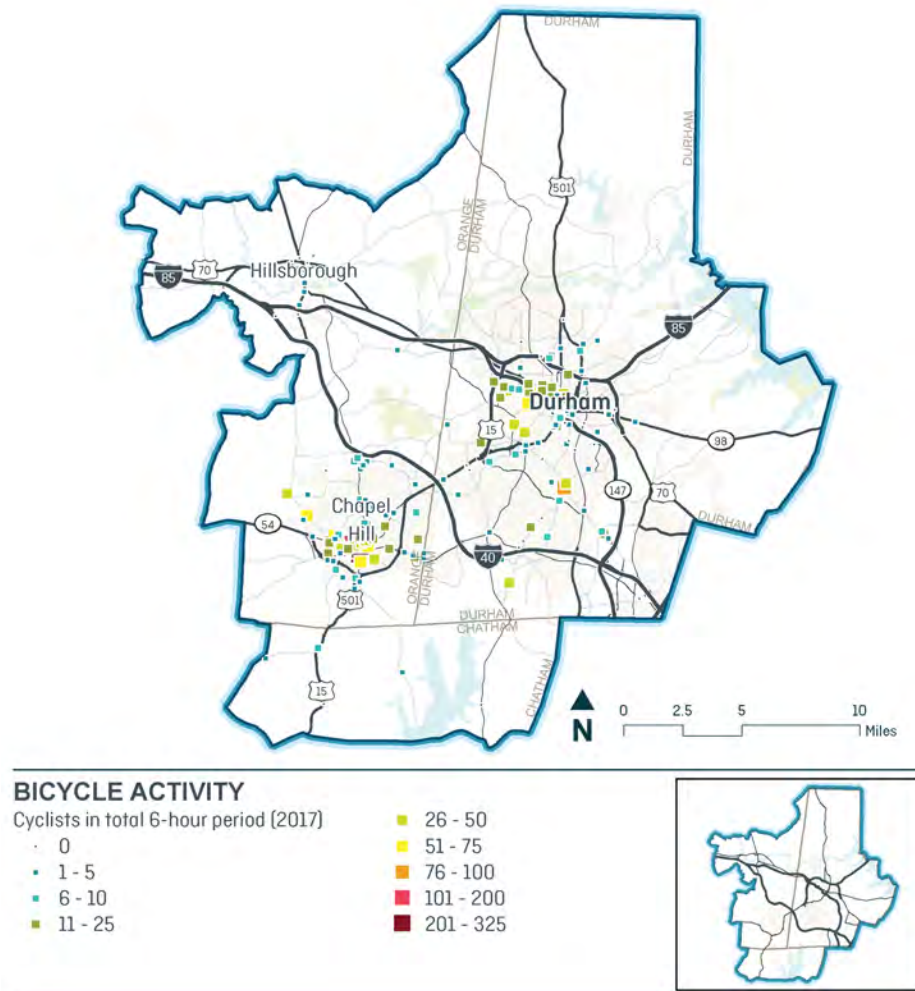 DURHAM
DURHAM
501
ORANGE
DURHAM
70
Hillsborough
85
85
Durham
15
98
147
70
Chapel
Hill
54
DURHAM
40
501
ORANGE
DURHAM
DURHAM
CHATHAM
CHATHAM
15
N
0 2.5 5 10
Miles
BICYCLE ACTIVITY
Cyclists in total 6-hour period (2017)
0
1 - 5
6 - 10
11 - 25
26 - 50
51 - 75
76 - 100
101 - 200
201 - 325